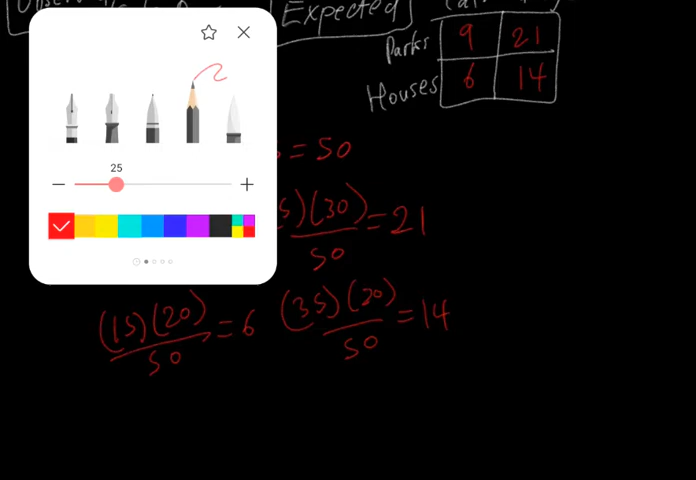 Expected
Parks 9 21
Houses 6 14
25
= 50
)(30)/50 = 21
(15)(20)/50 = 6 (35)(20)/50 = 14